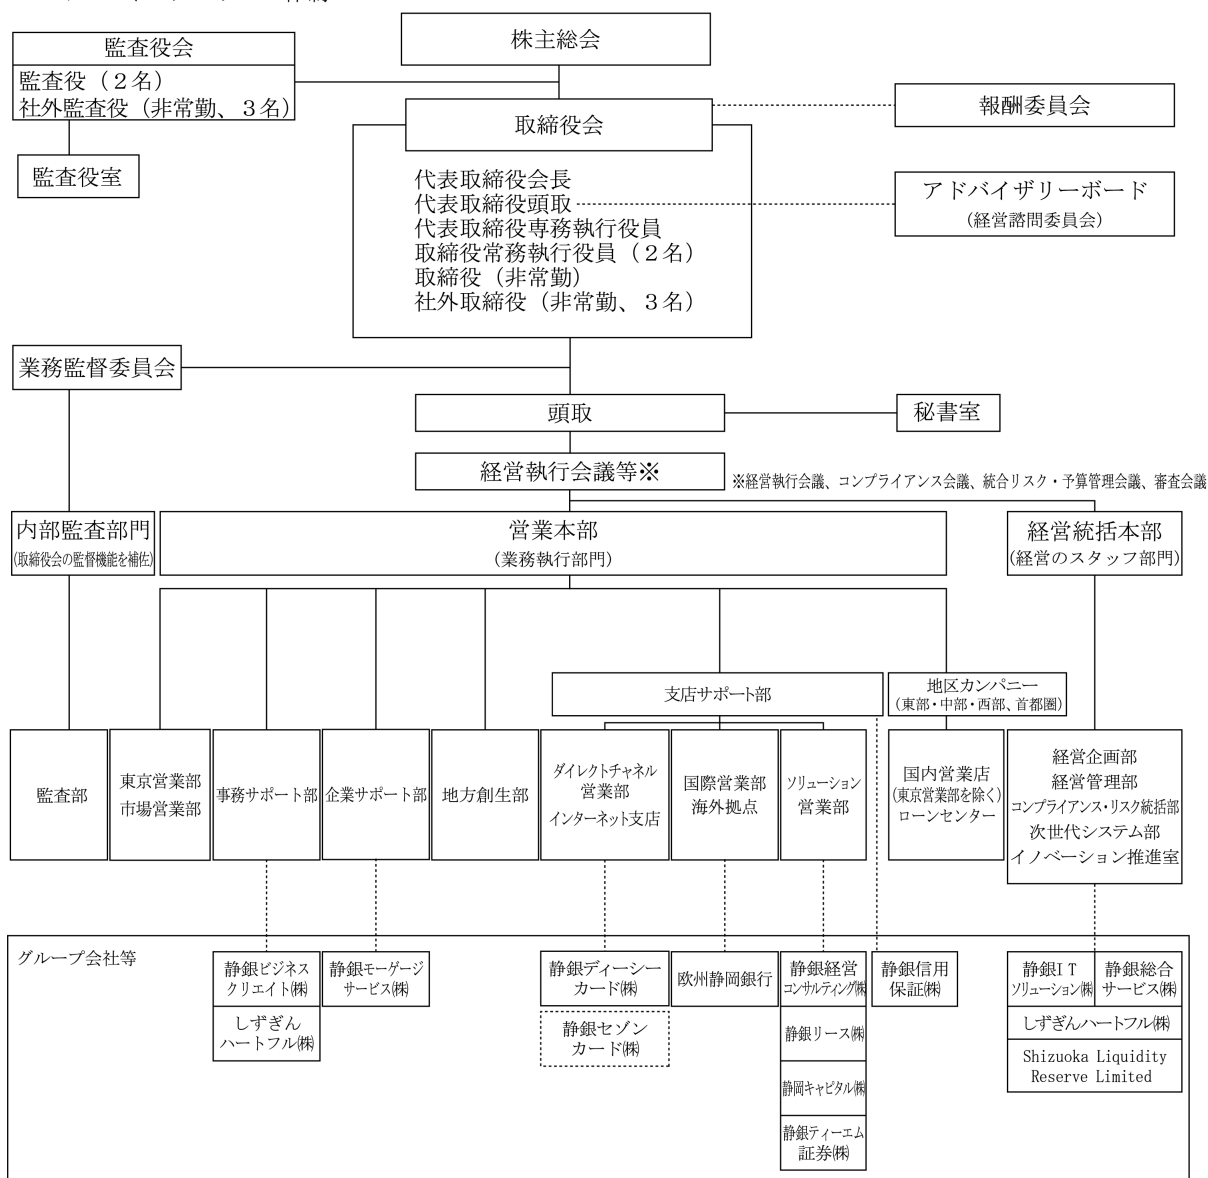 株主総会
監査役会
監査役（２名）
社外監査役（非常勤、３名）
監査役室
取締役会
報酬委員会
代表取締役会長
代表取締役頭取
代表取締役専務執行役員
取締役常務執行役員（２名）
取締役（非常勤）
社外取締役（非常勤、３名）
アドバイザリーボード
（経営諮問委員会）
業務監督委員会
頭取
秘書室
経営執行会議等※
※経営執行会議、コンプライアンス会議、統合リスク・予算管理会議、審査会議
内部監査部門
（取締役会の監督機能を補佐）
営業本部
（業務執行部門）
経営統括本部
（経営のスタッフ部門）
支店サポート部
地区カンパニー
（東部・中部・西部、首都圏）
監査部
東京営業部
市場営業部
事務サポート部
企業サポート部
地方創生部
ダイレクトチャネル
営業部
インターネット支店
国際営業部
海外拠点
ソリューション
営業部
国内営業店
（東京営業部を除く）
ローンセンター
経営企画部
経営管理部
コンプライアンス・リスク統括部
次世代システム部
イノベーション推進室
グループ会社等
静銀ビジネス
クリエイト㈱
しずぎん
ハートフル㈱
静銀モーゲージ
サービス㈱
静銀ディーシー
カード㈱
静銀セゾン
カード㈱
欧州静岡銀行
静銀経営
コンサルティング㈱
静銀リース㈱
静岡キャピタル㈱
静銀ティーエム
証券㈱
静銀信用
保証㈱
静銀ＩＴ
ソリューション㈱
静銀総合
サービス㈱
しずぎんハートフル㈱
Shizuoka Liquidity
Reserve Limited